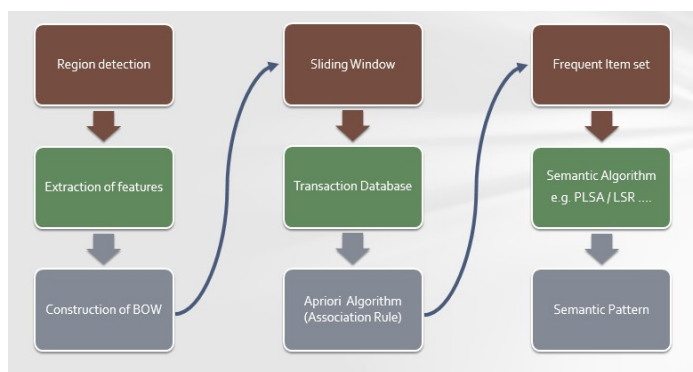 Region detection
Extraction of features
Construction of BOW
Sliding Window
Transaction Database
Apriori Algorithm
(Association Rule)
Frequent Item set
Semantic Algorithm
e.g. PLSA / LSR ....
Semantic Pattern